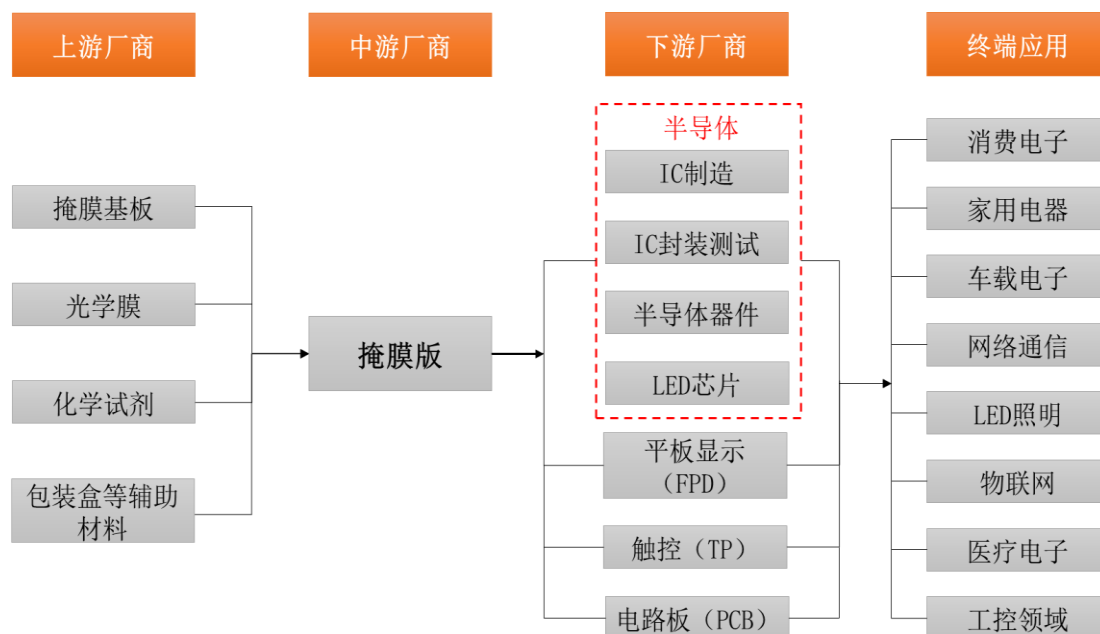 上游厂商
中游厂商
下游厂商
终端应用
掩膜基板
光学膜
化学试剂
包装盒等辅助
材料
掩膜版
半导体
IC制造
IC封装测试
半导体器件
LED芯片
平板显示
（FPD）
触控（TP）
电路板（PCB）
消费电子
家用电器
车载电子
网络通信
LED照明
物联网
医疗电子
工控领域